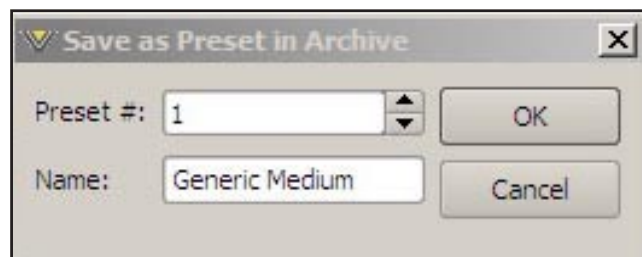 Save as Preset in Archive
Preset #: 1 OK
Name: Generic Medium Cancel